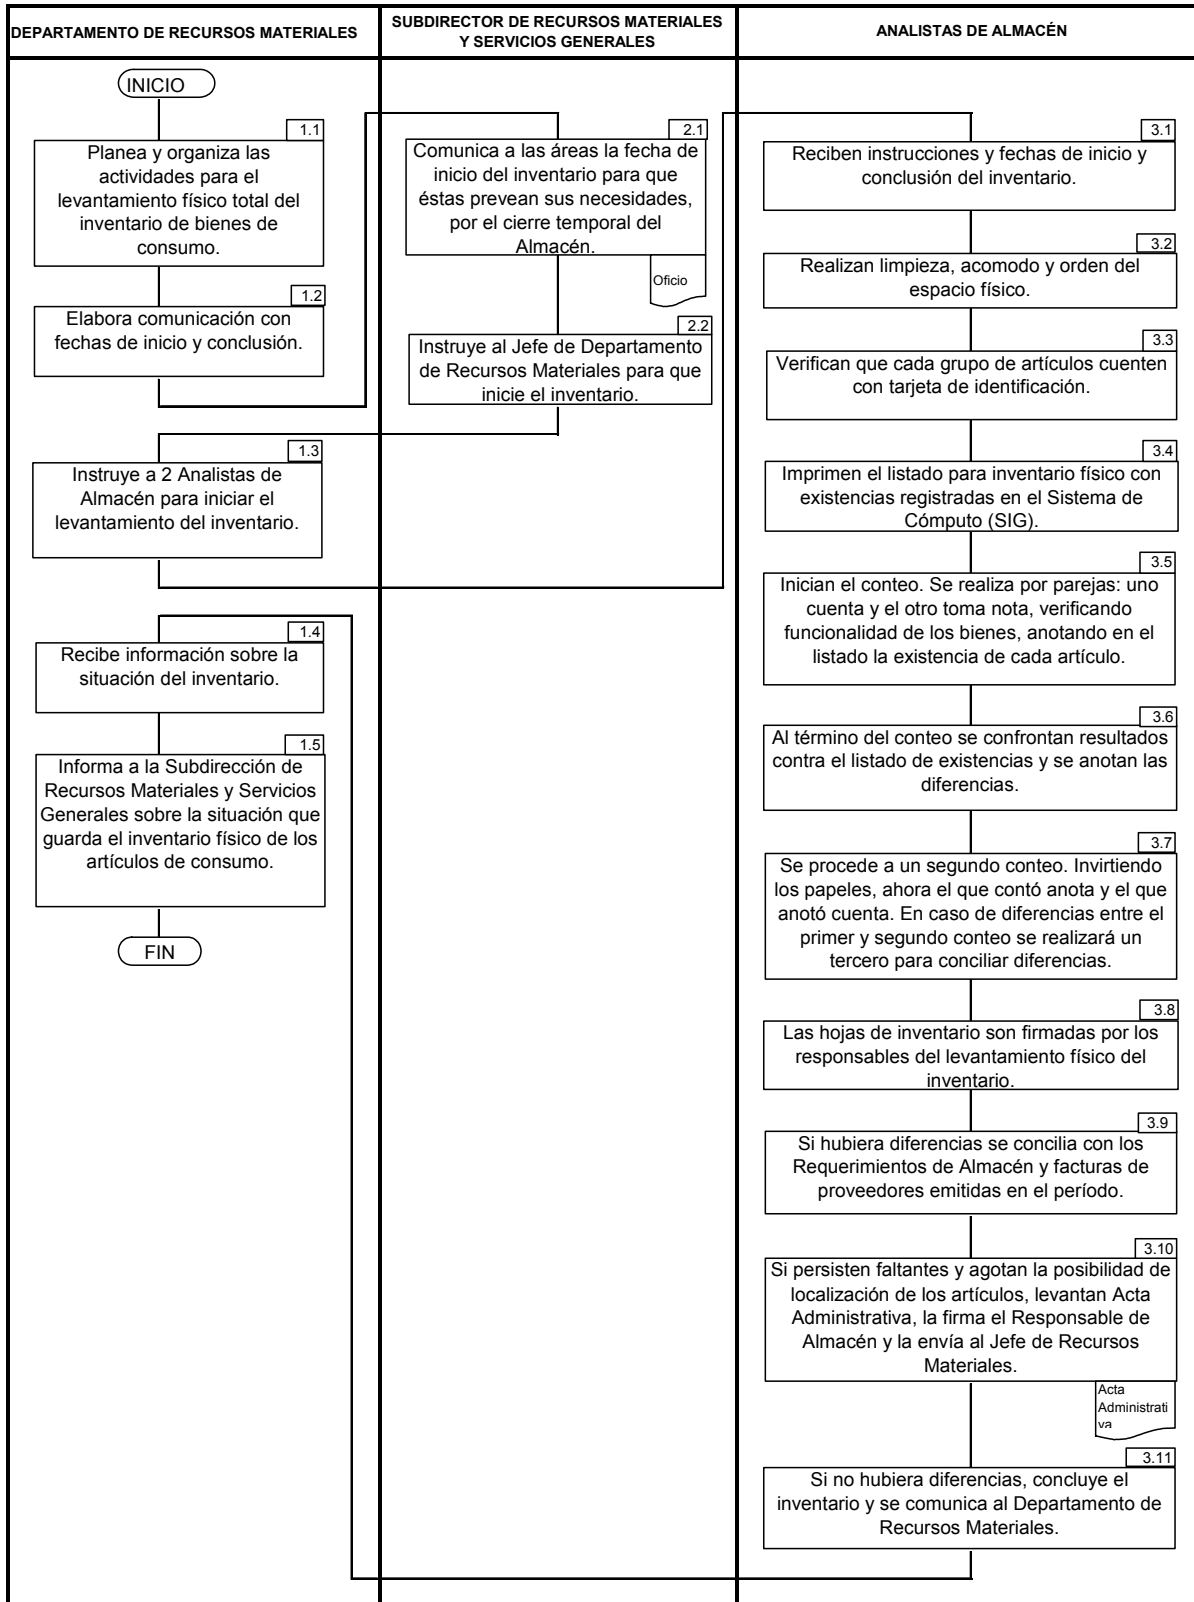 DEPARTAMENTO DE RECURSOS MATERIALES
SUBDIRECTOR DE RECURSOS MATERIALES
Y SERVICIOS GENERALES
ANALISTAS DE ALMACÉN
INICIO
1.1
Planea y organiza las
actividades para el
levantamiento físico total del
inventario de bienes de
consumo.
1.2
Elabora comunicación con
fechas de inicio y conclusión.
2.1
Comunica a las áreas la fecha de
inicio del inventario para que
éstas prevean sus necesidades,
por el cierre temporal del
Almacén.
Oficio
2.2
Instruye al Jefe de Departamento
de Recursos Materiales para que
inicie el inventario.
1.3
Instruye a 2 Analistas de
Almacén para iniciar el
levantamiento del inventario.
3.1
Reciben instrucciones y fechas de inicio y
conclusión del inventario.
3.2
Realizan limpieza, acomodo y orden del
espacio físico.
3.3
Verifican que cada grupo de artículos cuenten
con tarjeta de identificación.
3.4
Imprimen el listado para inventario físico con
existencias registradas en el Sistema de
Cómputo (SIG).
3.5
Inician el conteo. Se realiza por parejas: uno
cuenta y el otro toma nota, verificando
funcionalidad de los bienes, anotando en el
listado la existencia de cada artículo.
3.6
Al término del conteo se confrontan resultados
contra el listado de existencias y se anotan las
diferencias.
3.7
Se procede a un segundo conteo. Invirtiendo
los papeles, ahora el que contó anota y el que
anotó cuenta. En caso de diferencias entre el
primer y segundo conteo se realizará un
tercero para conciliar diferencias.
3.8
Las hojas de inventario son firmadas por los
responsables del levantamiento físico del
inventario.
3.9
Si hubiera diferencias se concilia con los
Requerimientos de Almacén y facturas de
proveedores emitidas en el período.
3.10
Si persisten faltantes y agotan la posibilidad de
localización de los artículos, levantan Acta
Administrativa, la firma el Responsable de
Almacén y la envía al Jefe de Recursos
Materiales.
Acta
Administrati
va
3.11
Si no hubiera diferencias, concluye el
inventario y se comunica al Departamento de
Recursos Materiales.
1.4
Recibe información sobre la
situación del inventario.
1.5
Informa a la Subdirección de
Recursos Materiales y Servicios
Generales sobre la situación que
guarda el inventario físico de los
artículos de consumo.
FIN